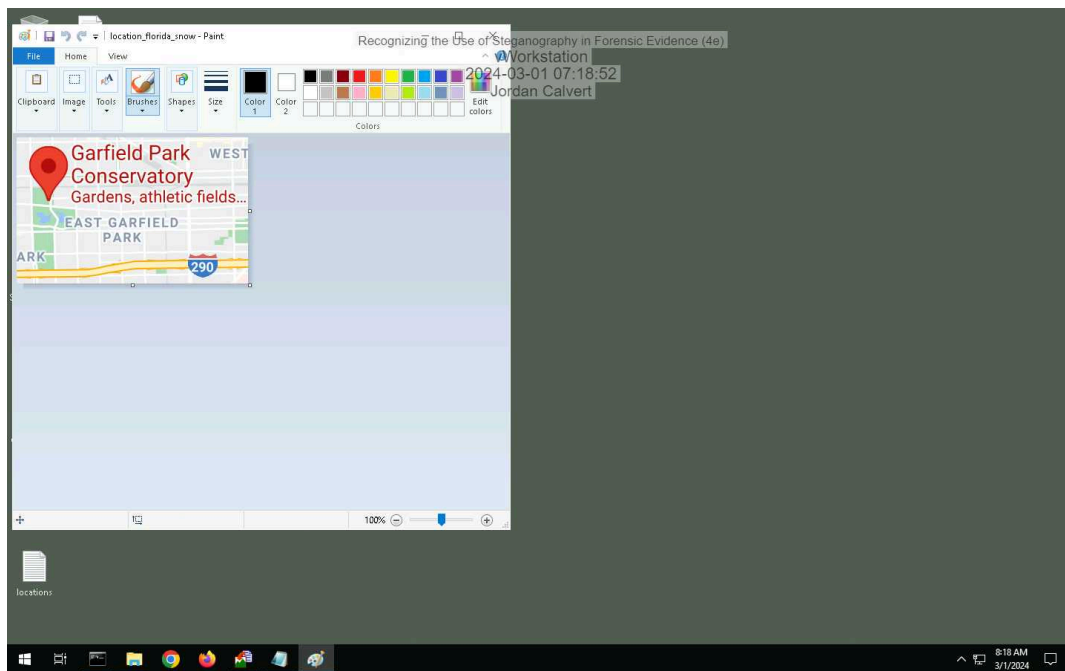 location_florida_snow - Paint
Recognizing the Use of Steganography in Forensic Evidence (4e)
vWorkstation
2024-03-01 07:18:52
Jordan Calvert
File Home View
Clipboard Image Tools Brushes Shapes Size Color 1 Color 2 Edit colors
Colors
Garfield Park
Conservatory
Gardens, athletic fields...
WEST
EAST GARFIELD
PARK
ARK
290
100%
locations
8:18 AM
3/1/2024